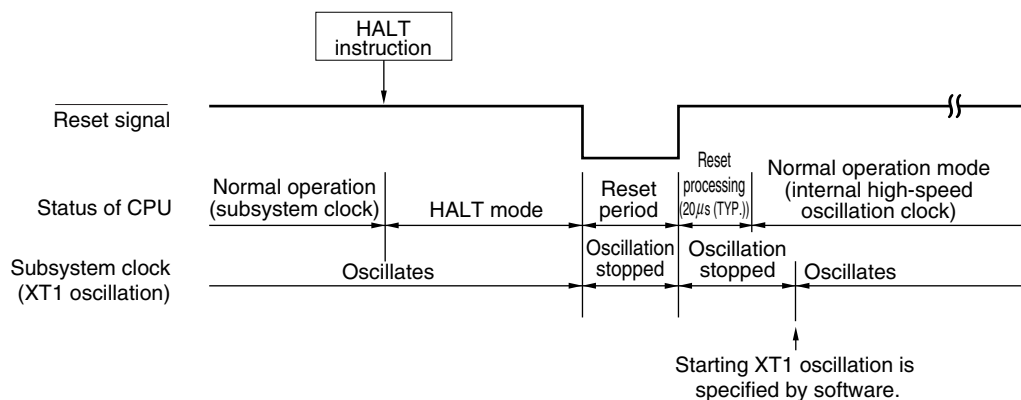 HALT
instruction
Reset signal
Status of CPU
Normal operation
(subsystem clock)
HALT mode
Reset
period
Reset
processing
(20μs (TYP.))
Normal operation mode
(internal high-speed
oscillation clock)
Subsystem clock
(XT1 oscillation)
Oscillates
Oscillation
stopped
Oscillation
stopped
Oscillates
Starting XT1 oscillation is
specified by software.